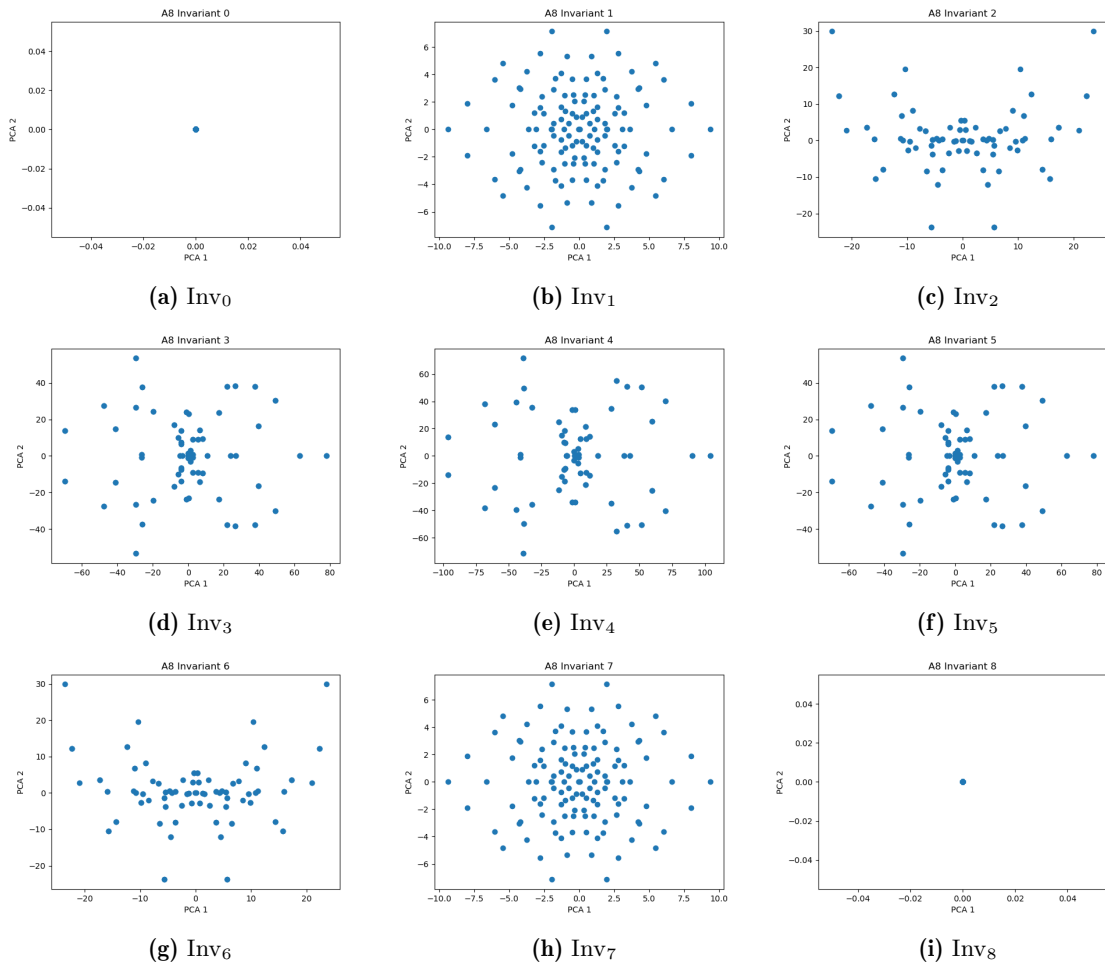 A8 Invariant 0
0.04
0.02
0.00
−0.02
−0.04
PCA 2
−0.04 −0.02 0.00 0.02 0.04
PCA 1
(a) Inv₀
A8 Invariant 1
6
4
2
0
−2
−4
−6
PCA 2
−10.0 −7.5 −5.0 −2.5 0.0 2.5 5.0 7.5 10.0
PCA 1
(b) Inv₁
A8 Invariant 2
30
20
10
0
−10
−20
PCA 2
−20 −10 0 10 20
PCA 1
(c) Inv₂
A8 Invariant 3
40
20
0
−20
−40
PCA 2
−60 −40 −20 0 20 40 60 80
PCA 1
(d) Inv₃
A8 Invariant 4
60
40
20
0
−20
−40
−60
PCA 2
−100 −75 −50 −25 0 25 50 75 100
PCA 1
(e) Inv₄
A8 Invariant 5
40
20
0
−20
−40
PCA 2
−60 −40 −20 0 20 40 60 80
PCA 1
(f) Inv₅
A8 Invariant 6
30
20
10
0
−10
−20
PCA 2
−20 −10 0 10 20
PCA 1
(g) Inv₆
A8 Invariant 7
6
4
2
0
−2
−4
−6
PCA 2
−10.0 −7.5 −5.0 −2.5 0.0 2.5 5.0 7.5 10.0
PCA 1
(h) Inv₇
A8 Invariant 8
0.04
0.02
0.00
−0.02
−0.04
PCA 2
−0.04 −0.02 0.00 0.02 0.04
PCA 1
(i) Inv₈